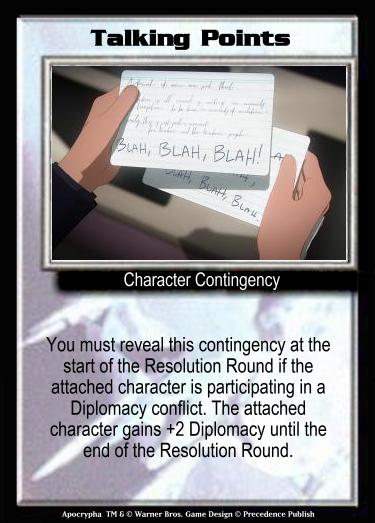 Talking Points
BLAH, BLAH, BLAH!
BLAH, BLAH,
BLAH.
Character Contingency
You must reveal this contingency at the
start of the Resolution Round if the
attached character is participating in a
Diplomacy conflict. The attached
character gains +2 Diplomacy until the
end of the Resolution Round.
Apocrypha TM & © Warner Bros. Game Design © Precedence Publish